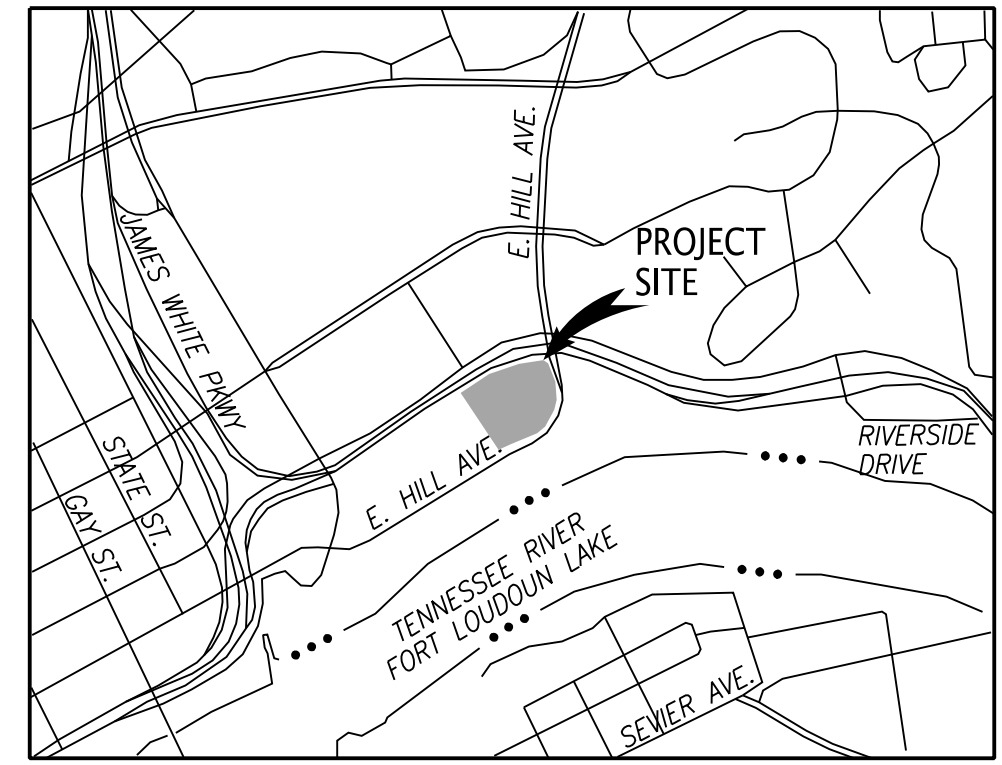 E. HILL AVE.
PROJECT
SITE
JAMES WHITE PKWY
RIVERSIDE
DRIVE
STATE ST.
GAY ST.
E. HILL AVE.
TENNESSEE RIVER
FORT LOUDOUN LAKE
SEVIER AVE.